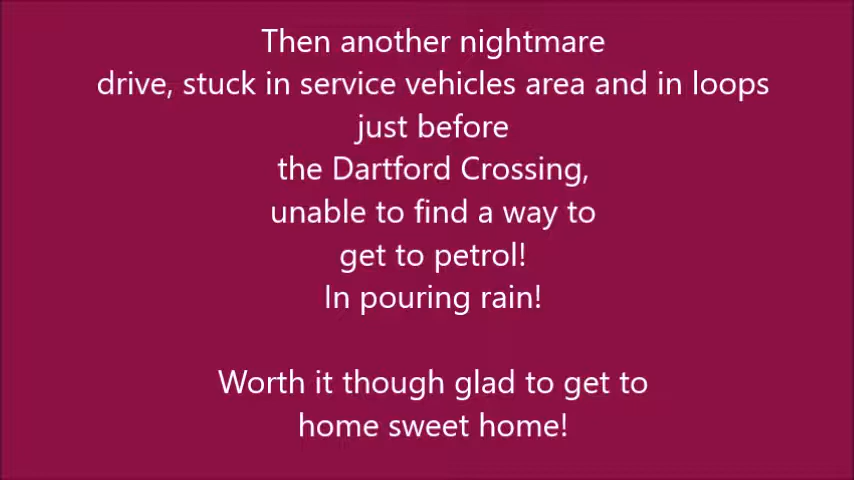 Then another nightmare
drive, stuck in service vehicles area and in loops
just before
the Dartford Crossing,
unable to find a way to
get to petrol!
In pouring rain!
Worth it though glad to get to
home sweet home!